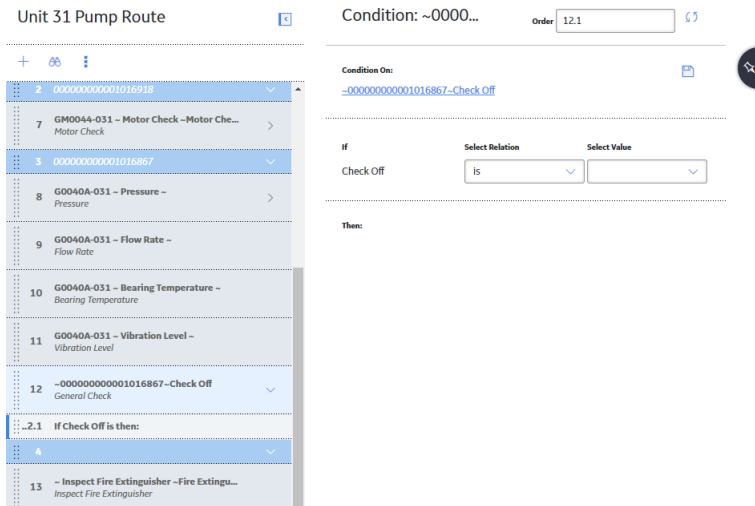 Unit 31 Pump Route
2 000000000001016918
7 GM0044-031 ~ Motor Check ~Motor Che...
Motor Check
3 000000000001016867
8 G0040A-031 ~ Pressure ~
Pressure
9 G0040A-031 ~ Flow Rate ~
Flow Rate
10 G0040A-031 ~ Bearing Temperature ~
Bearing Temperature
11 G0040A-031 ~ Vibration Level ~
Vibration Level
12 ~000000000001016867~Check Off
General Check
..2.1 If Check Off is then:
4
13 ~ Inspect Fire Extinguisher ~Fire Extingu...
Inspect Fire Extinguisher
Condition: ~0000...
Order 12.1
Condition On:
~000000000001016867~Check Off
If Select Relation Select Value
Check Off is
Then: